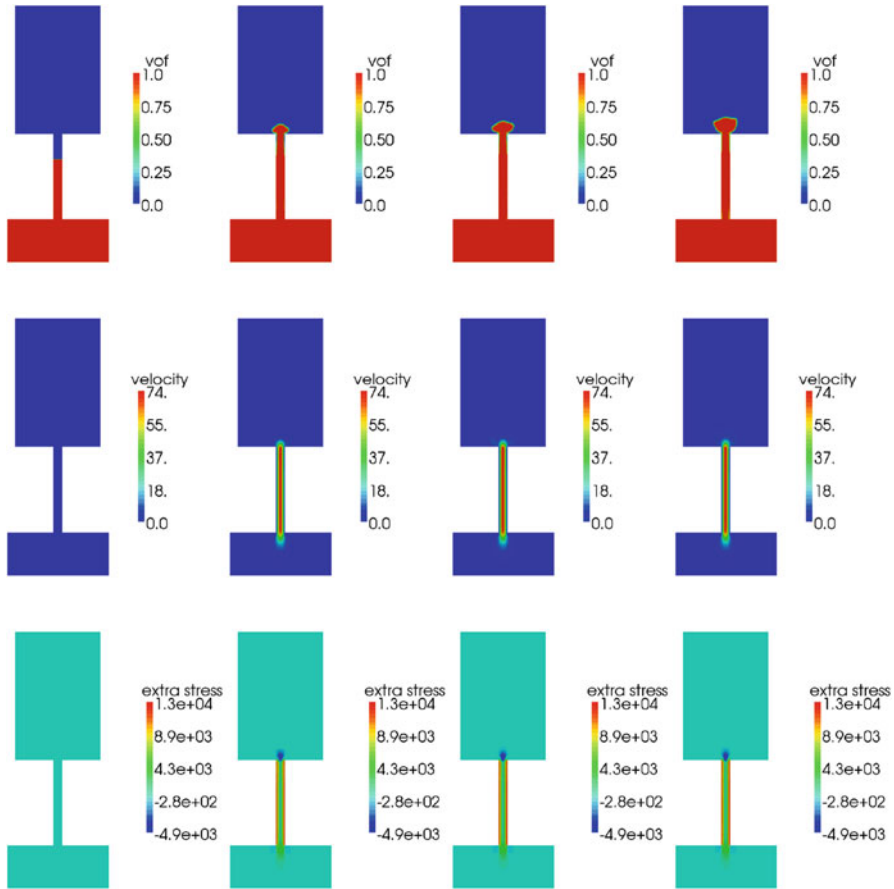 vof vof vof vof
1.0 1.0 1.0 1.0
0.75 0.75 0.75 0.75
0.50 0.50 0.50 0.50
0.25 0.25 0.25 0.25
0.0 0.0 0.0 0.0
velocity velocity velocity velocity
74. 74. 74. 74.
55. 55. 55. 55.
37. 37. 37. 37.
18. 18. 18. 18.
0.0 0.0 0.0 0.0
extra stress extra stress extra stress extra stress
1.3e+04 1.3e+04 1.3e+04 1.3e+04
8.9e+03 8.9e+03 8.9e+03 8.9e+03
4.3e+03 4.3e+03 4.3e+03 4.3e+03
-2.8e+02 -2.8e+02 -2.8e+02 -2.8e+02
-4.9e+03 -4.9e+03 -4.9e+03 -4.9e+03